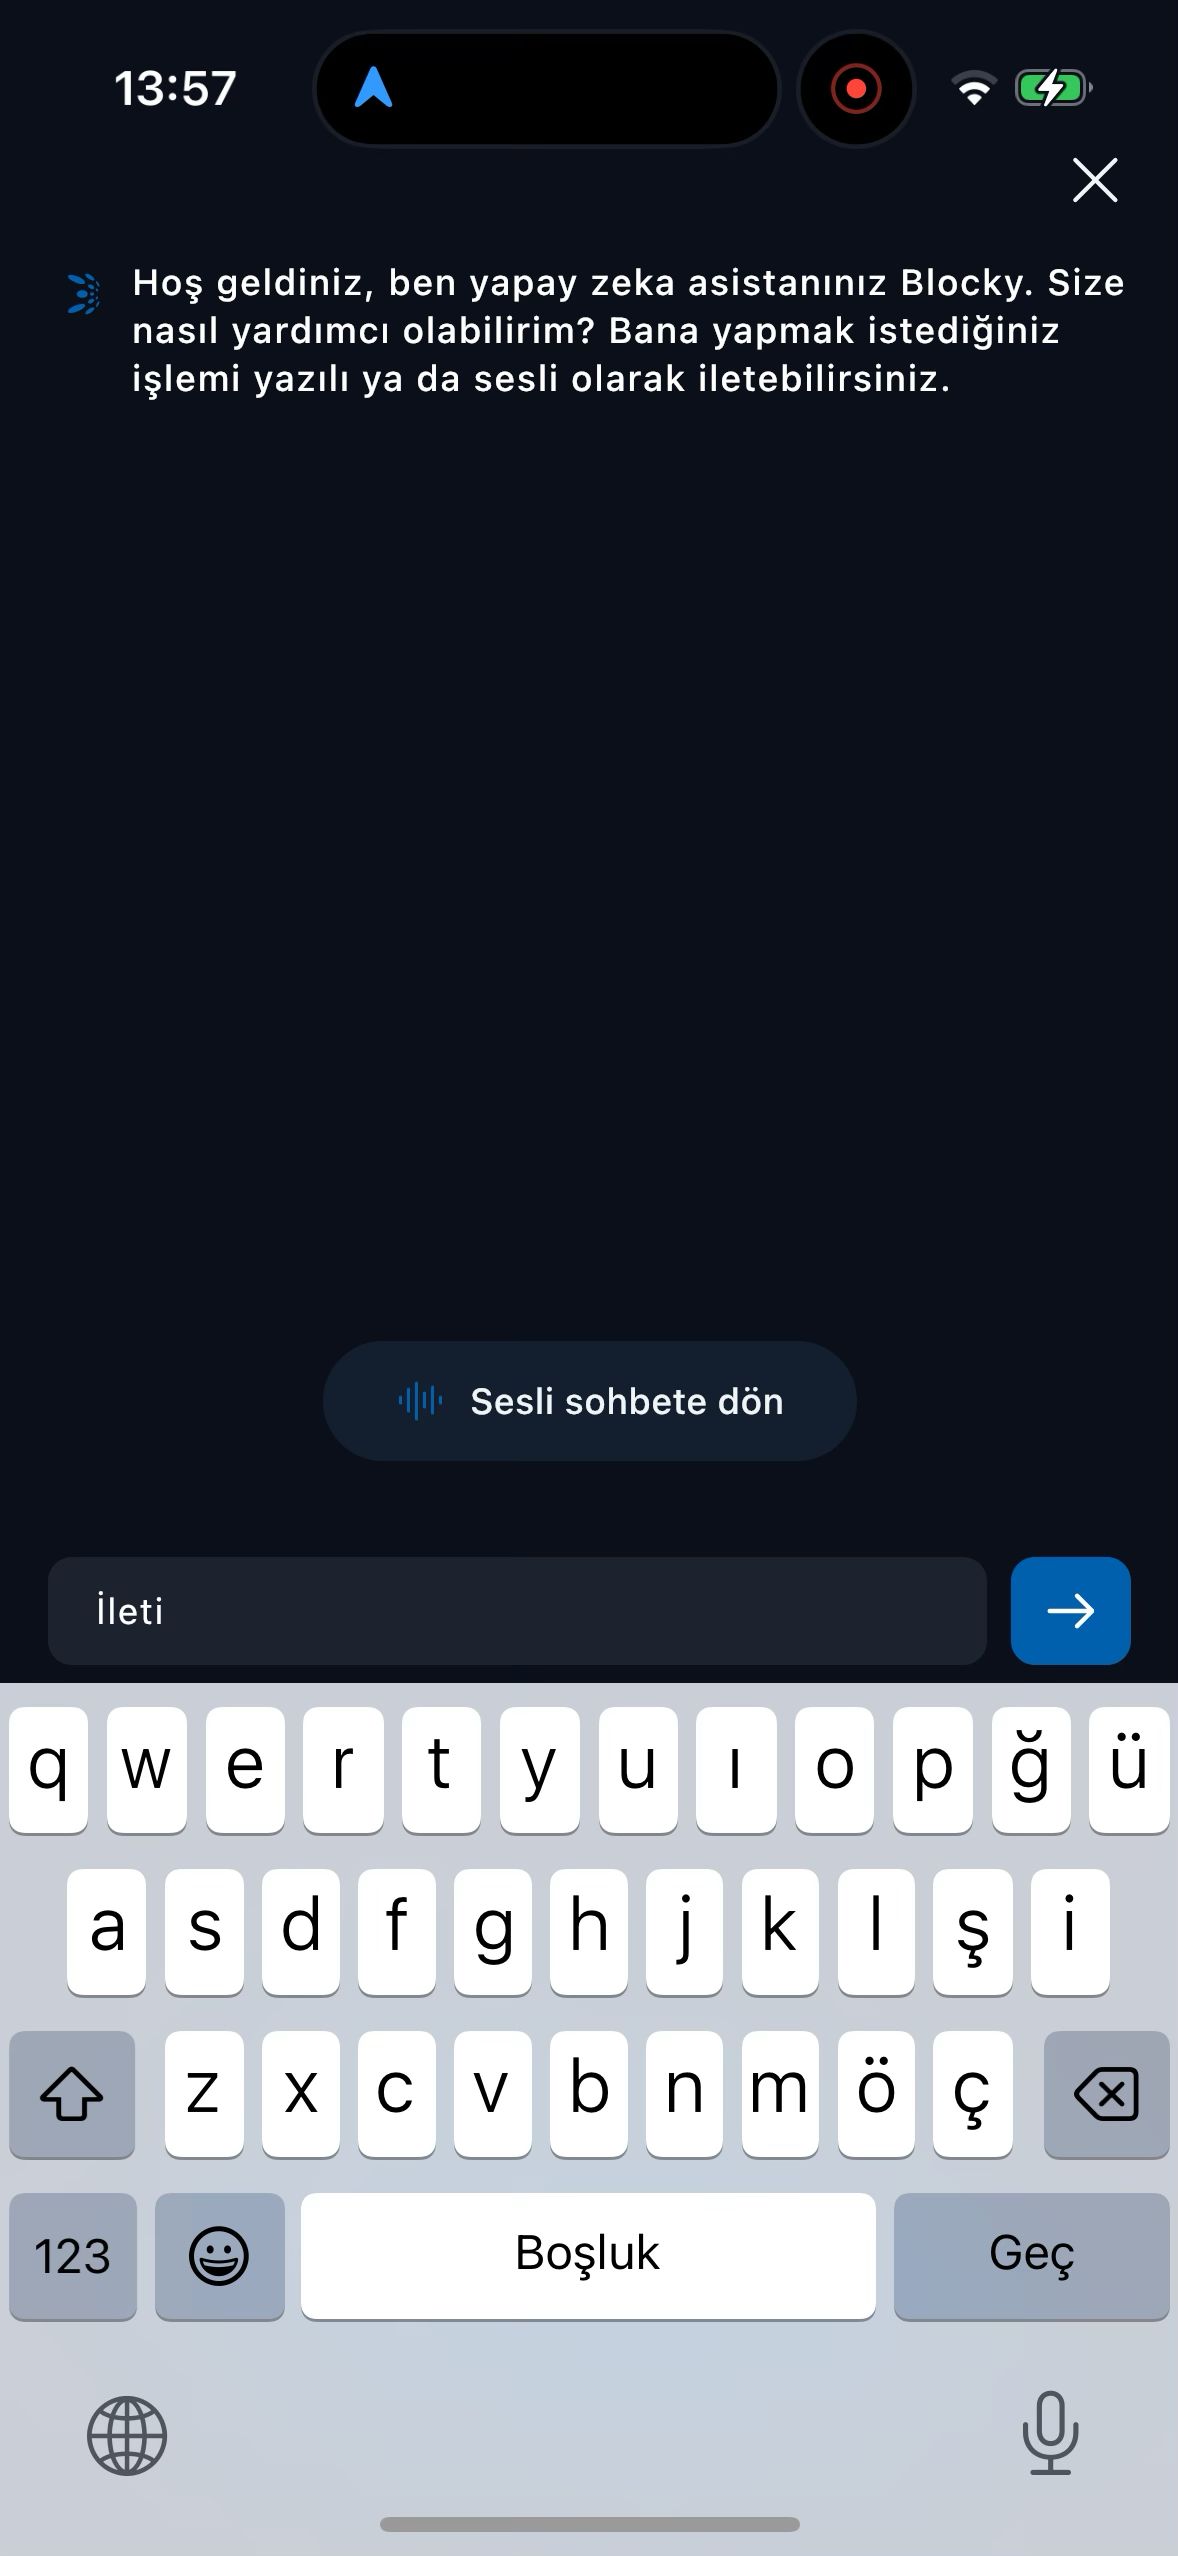 13:57
Hoş geldiniz, ben yapay zeka asistanınız Blocky. Size
nasıl yardımcı olabilirim? Bana yapmak istediğiniz
işlemi yazılı ya da sesli olarak iletebilirsiniz.
Sesli sohbete dön
İleti
q w e r t y u ı o p ğ ü
a s d f g h j k l ş i
z x c v b n m ö ç
123 Boşluk Geç